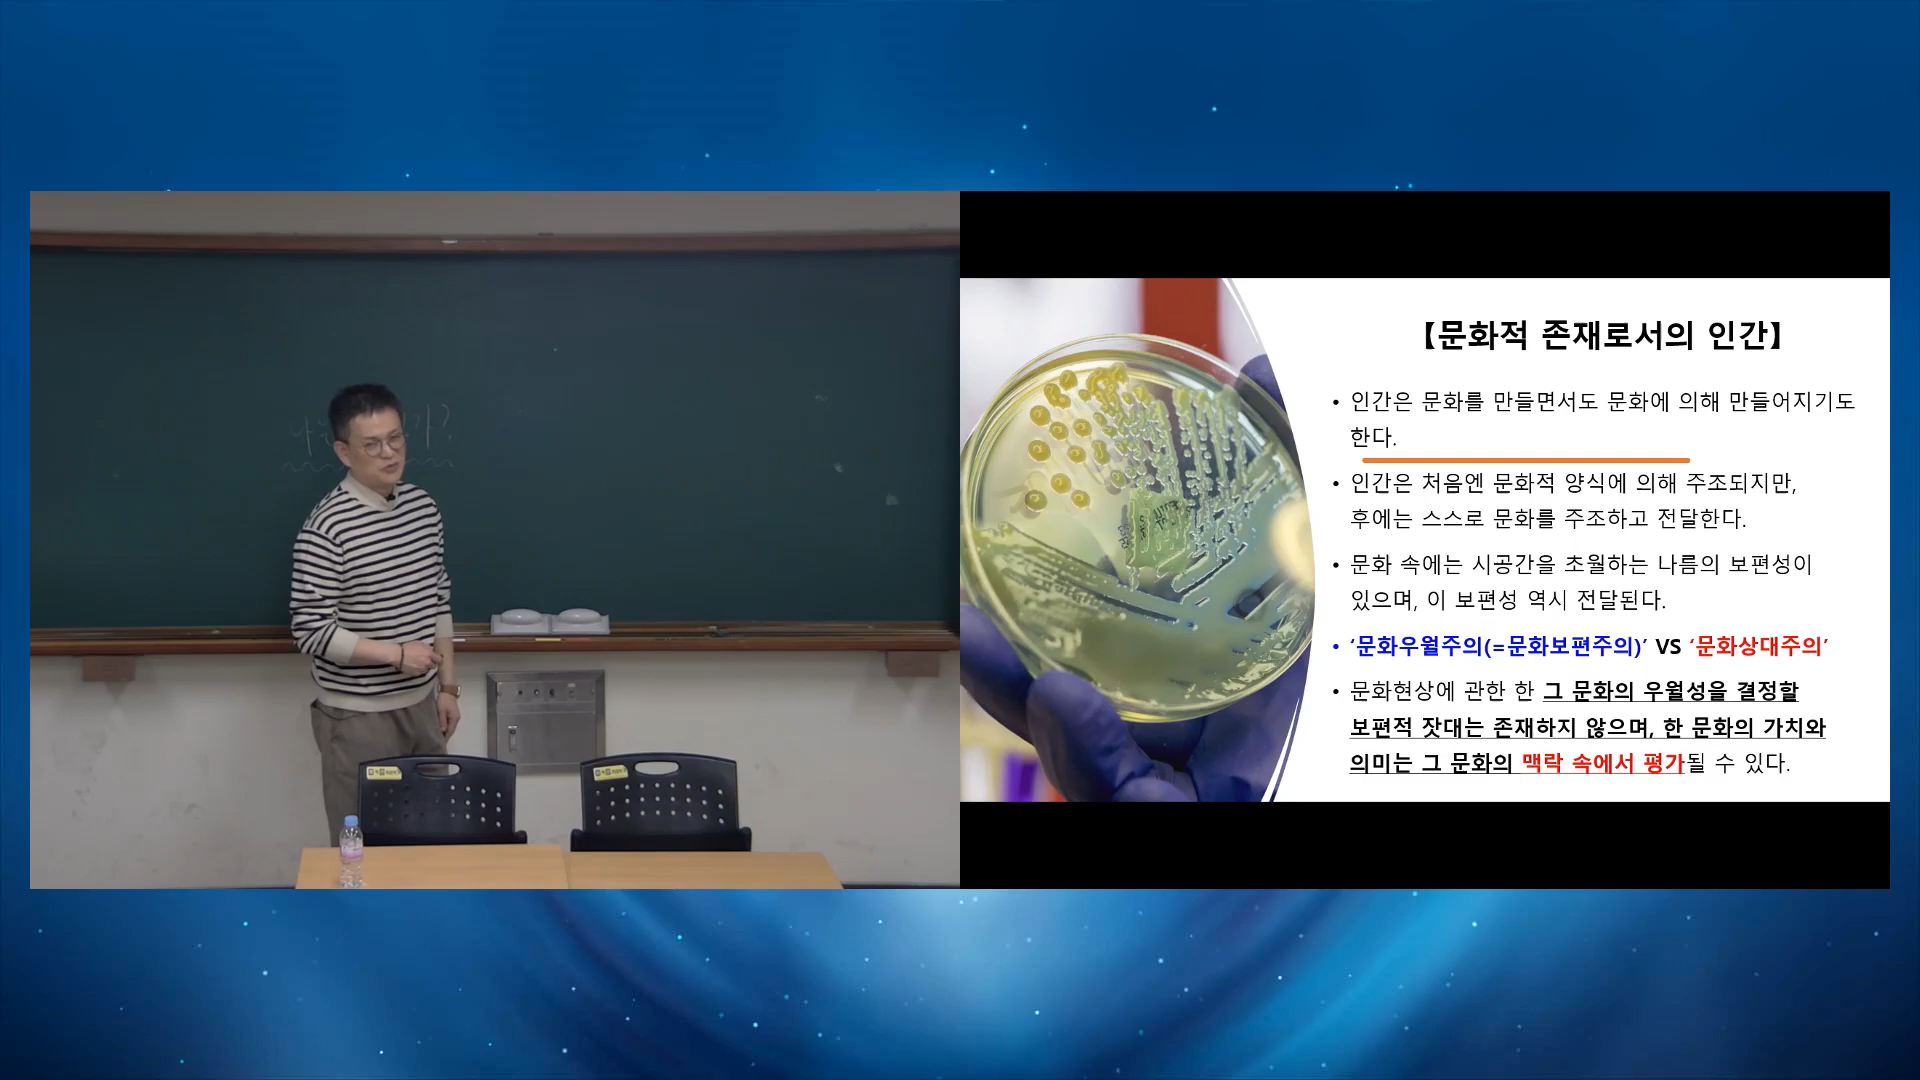 【문화적 존재로서의 인간】
• 인간은 문화를 만들면서도 문화에 의해 만들어지기도
한다.
• 인간은 처음엔 문화적 양식에 의해 주조되지만,
후에는 스스로 문화를 주조하고 전달한다.
• 문화 속에는 시공간을 초월하는 나름의 보편성이
있으며, 이 보편성 역시 전달된다.
• ‘문화우월주의(=문화보편주의)’ VS ‘문화상대주의’
• 문화현상에 관한 한 그 문화의 우월성을 결정할
보편적 잣대는 존재하지 않으며, 한 문화의 가치와
의미는 그 문화의 맥락 속에서 평가될 수 있다.